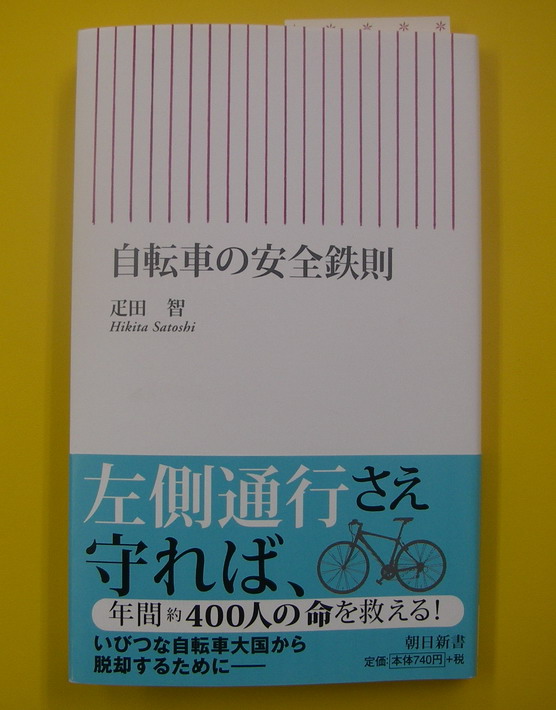 自転車の安全鉄則
疋田 智
Hikita Satoshi
左側通行さえ
守れば、
年間約400人の命を救える!
いびつな自転車大国から
脱却するために——
朝日新書
定価:本体740円+税